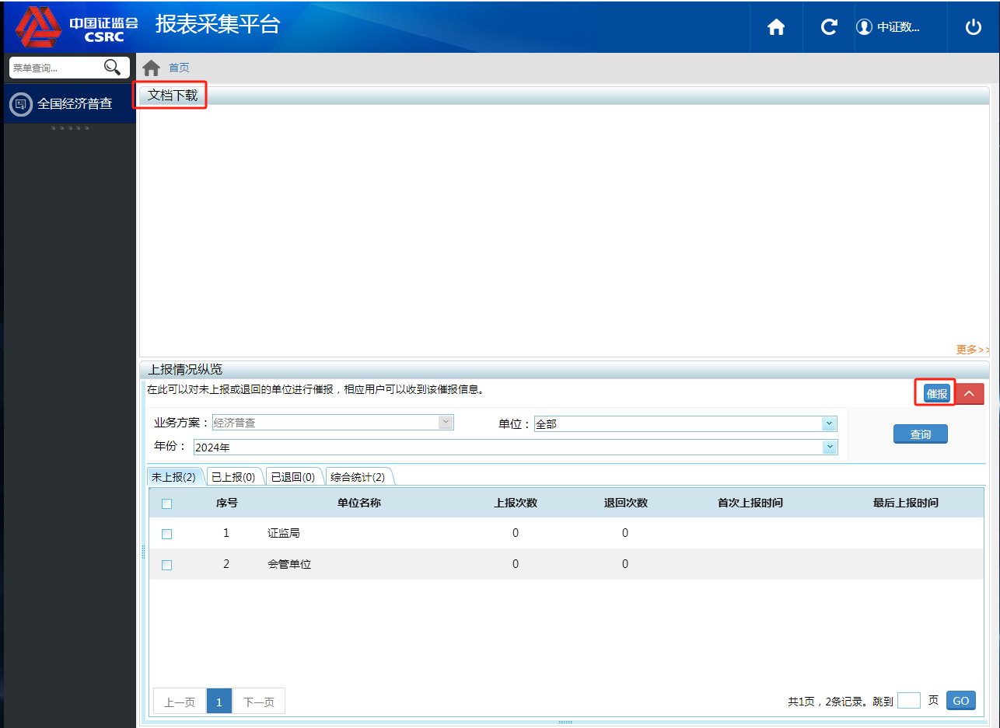 中国证监会
CSRC
报表采集平台
中证数...
菜单查询...
首页
全国经济普查
文档下载
更多>>
上报情况纵览
在此可以对未上报或退回的单位进行催报，相应用户可以收到该催报信息。
催报
业务方案： 经济普查 单位： 全部
查询
年份： 2024年
未上报(2) 已上报(0) 已退回(0) 综合统计(2)
序号 单位名称 上报次数 退回次数 首次上报时间 最后上报时间
1 证监局 0 0
2 会管单位 0 0
上一页 1 下一页 共1页，2条记录。跳到 页 GO